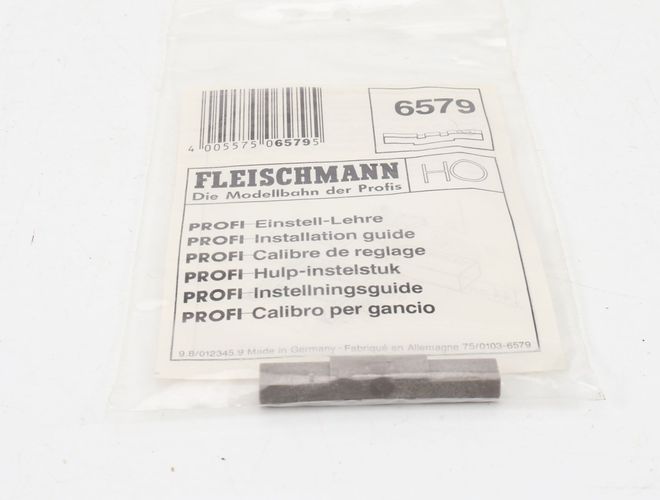 6579
4 005575 065795
FLEISCHMANN HO
Die Modellbahn der Profis
PROFI Einstell-Lehre
PROFI Installation guide
PROFI Calibre de reglage
PROFI Hulp-instelstuk
PROFI Instellningsguide
PROFI Calibro per gancio
9.8/012345.9 Made in Germany - Fabriqué en Allemagne 75/0103-6579